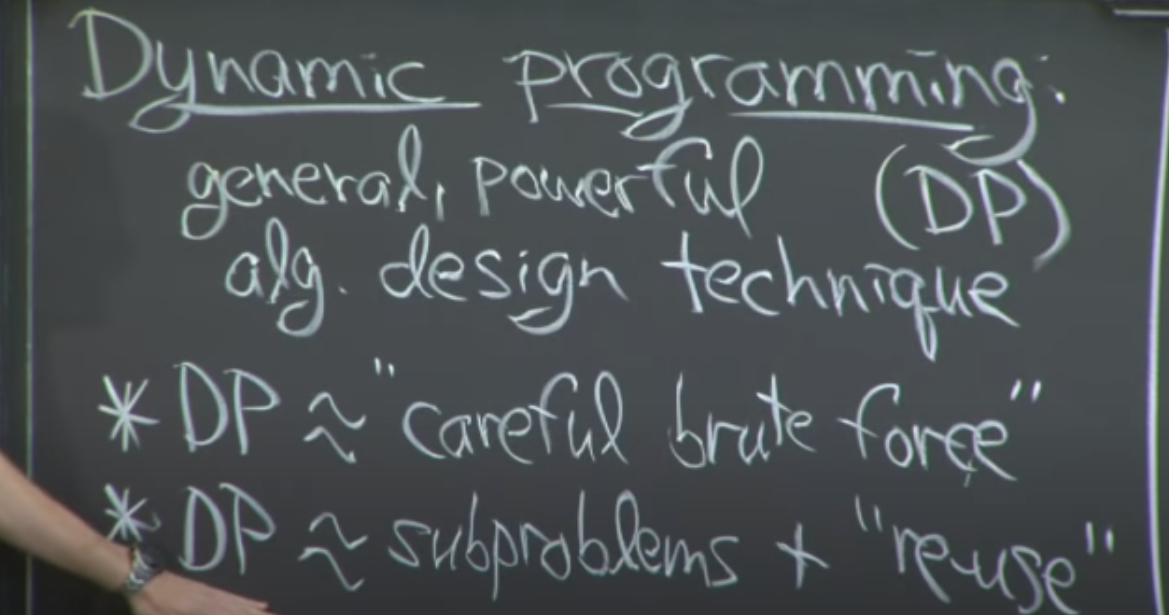 Dynamic programming:
general, powerful (DP)
alg. design technique
* DP ≈ "careful brute force"
* DP ≈ subproblems + "re-use"